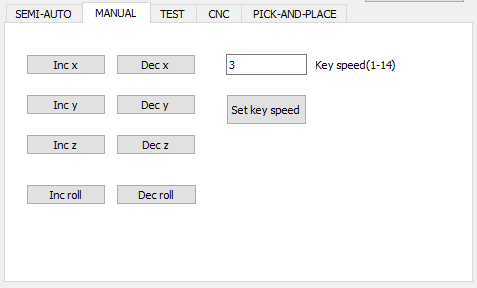 SEMI-AUTO MANUAL TEST CNC PICK-AND-PLACE
Inc x Dec x 3 Key speed(1-14)
Inc y Dec y Set key speed
Inc z Dec z
Inc roll Dec roll